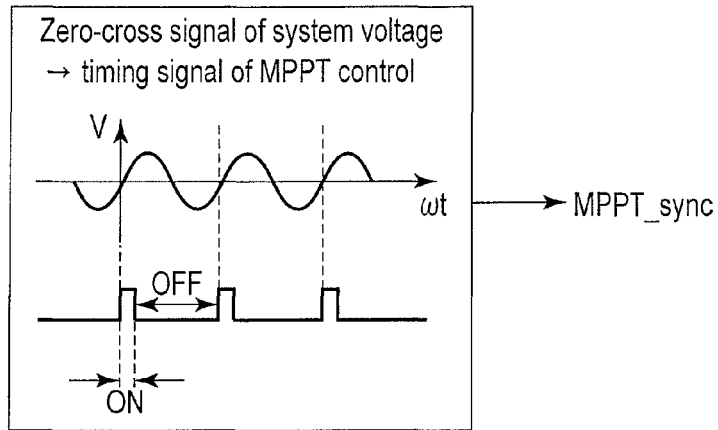 Zero-cross signal of system voltage
→ timing signal of MPPT control
V
ωt
MPPT_sync
OFF
ON